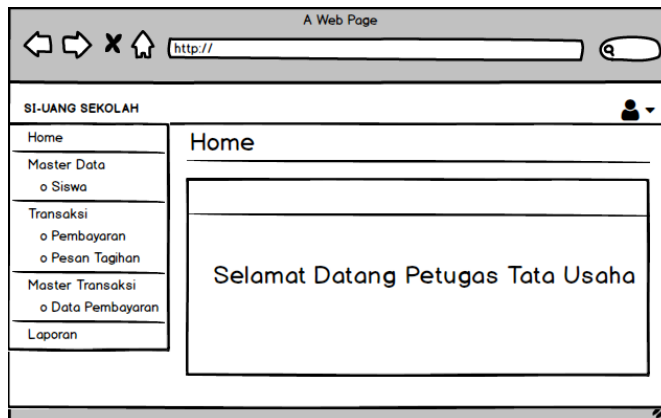 A Web Page
http://
SI-UANG SEKOLAH
Home
Master Data
o Siswa
Transaksi
o Pembayaran
o Pesan Tagihan
Master Transaksi
o Data Pembayaran
Laporan
Home
Selamat Datang Petugas Tata Usaha